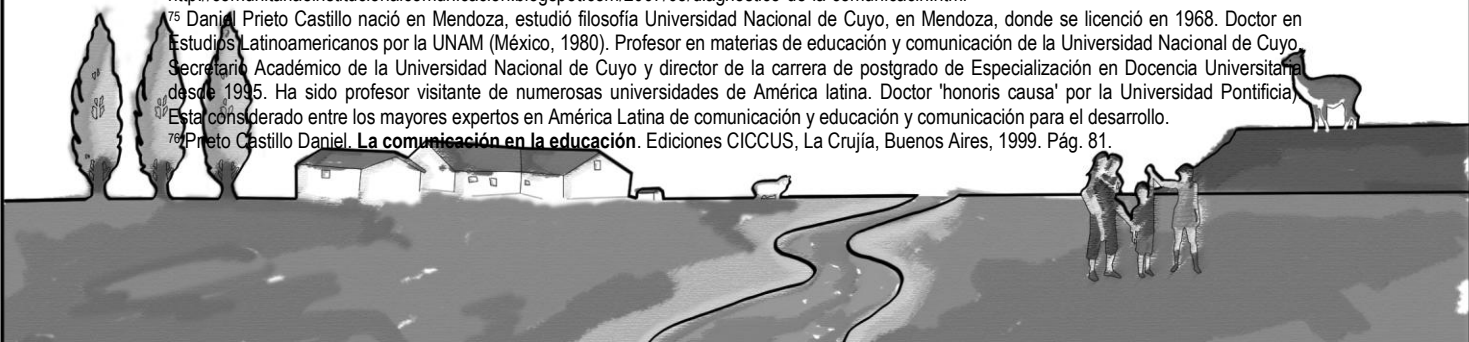 ⁷⁵ Daniel Prieto Castillo nació en Mendoza, estudió filosofía Universidad Nacional de Cuyo, en Mendoza, donde se licenció en 1968. Doctor en
Estudios Latinoamericanos por la UNAM (México, 1980). Profesor en materias de educación y comunicación de la Universidad Nacional de Cuyo,
Secretario Académico de la Universidad Nacional de Cuyo y director de la carrera de postgrado de Especialización en Docencia Universitaria
desde 1995. Ha sido profesor visitante de numerosas universidades de América latina. Doctor 'honoris causa' por la Universidad Pontificia).
Esta considerado entre los mayores expertos en América Latina de comunicación y educación y comunicación para el desarrollo.
⁷⁶ Prieto Castillo Daniel. La comunicación en la educación. Ediciones CICCUS, La Crujía, Buenos Aires, 1999. Pág. 81.